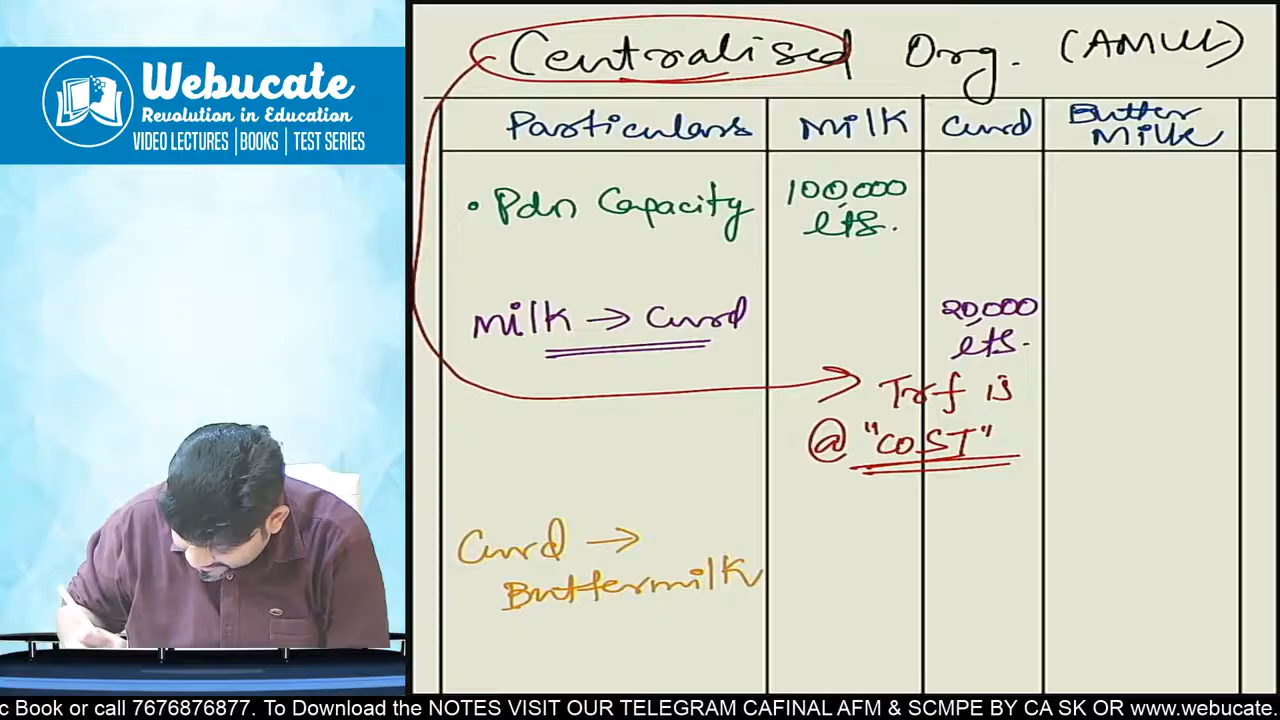 Webucate
Revolution in Education
VIDEO LECTURES | BOOKS | TEST SERIES
Centralised Org. (AMUL)
Particulars Milk Curd Butter Milk
• Pdn Capacity 100,000 lts.
Milk → Curd 20,000 lts.
Trf is
@ "COST"
Curd →
Buttermilk
c Book or call 7676876877. To Download the NOTES VISIT OUR TELEGRAM CAFINAL AFM & SCMPE BY CA SK OR www.webucate.